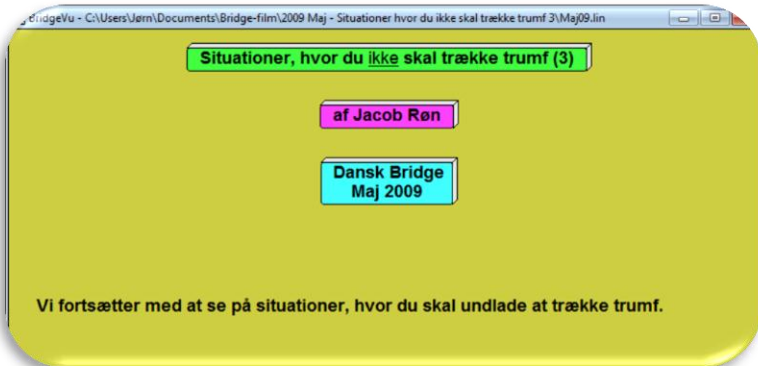 BridgeVu - C:\Users\Jørn\Documents\Bridge-film\2009 Maj - Situationer hvor du ikke skal trække trumf 3\Maj09.lin
Situationer, hvor du ikke skal trække trumf (3)
af Jacob Røn
Dansk Bridge
Maj 2009
Vi fortsætter med at se på situationer, hvor du skal undlade at trække trumf.